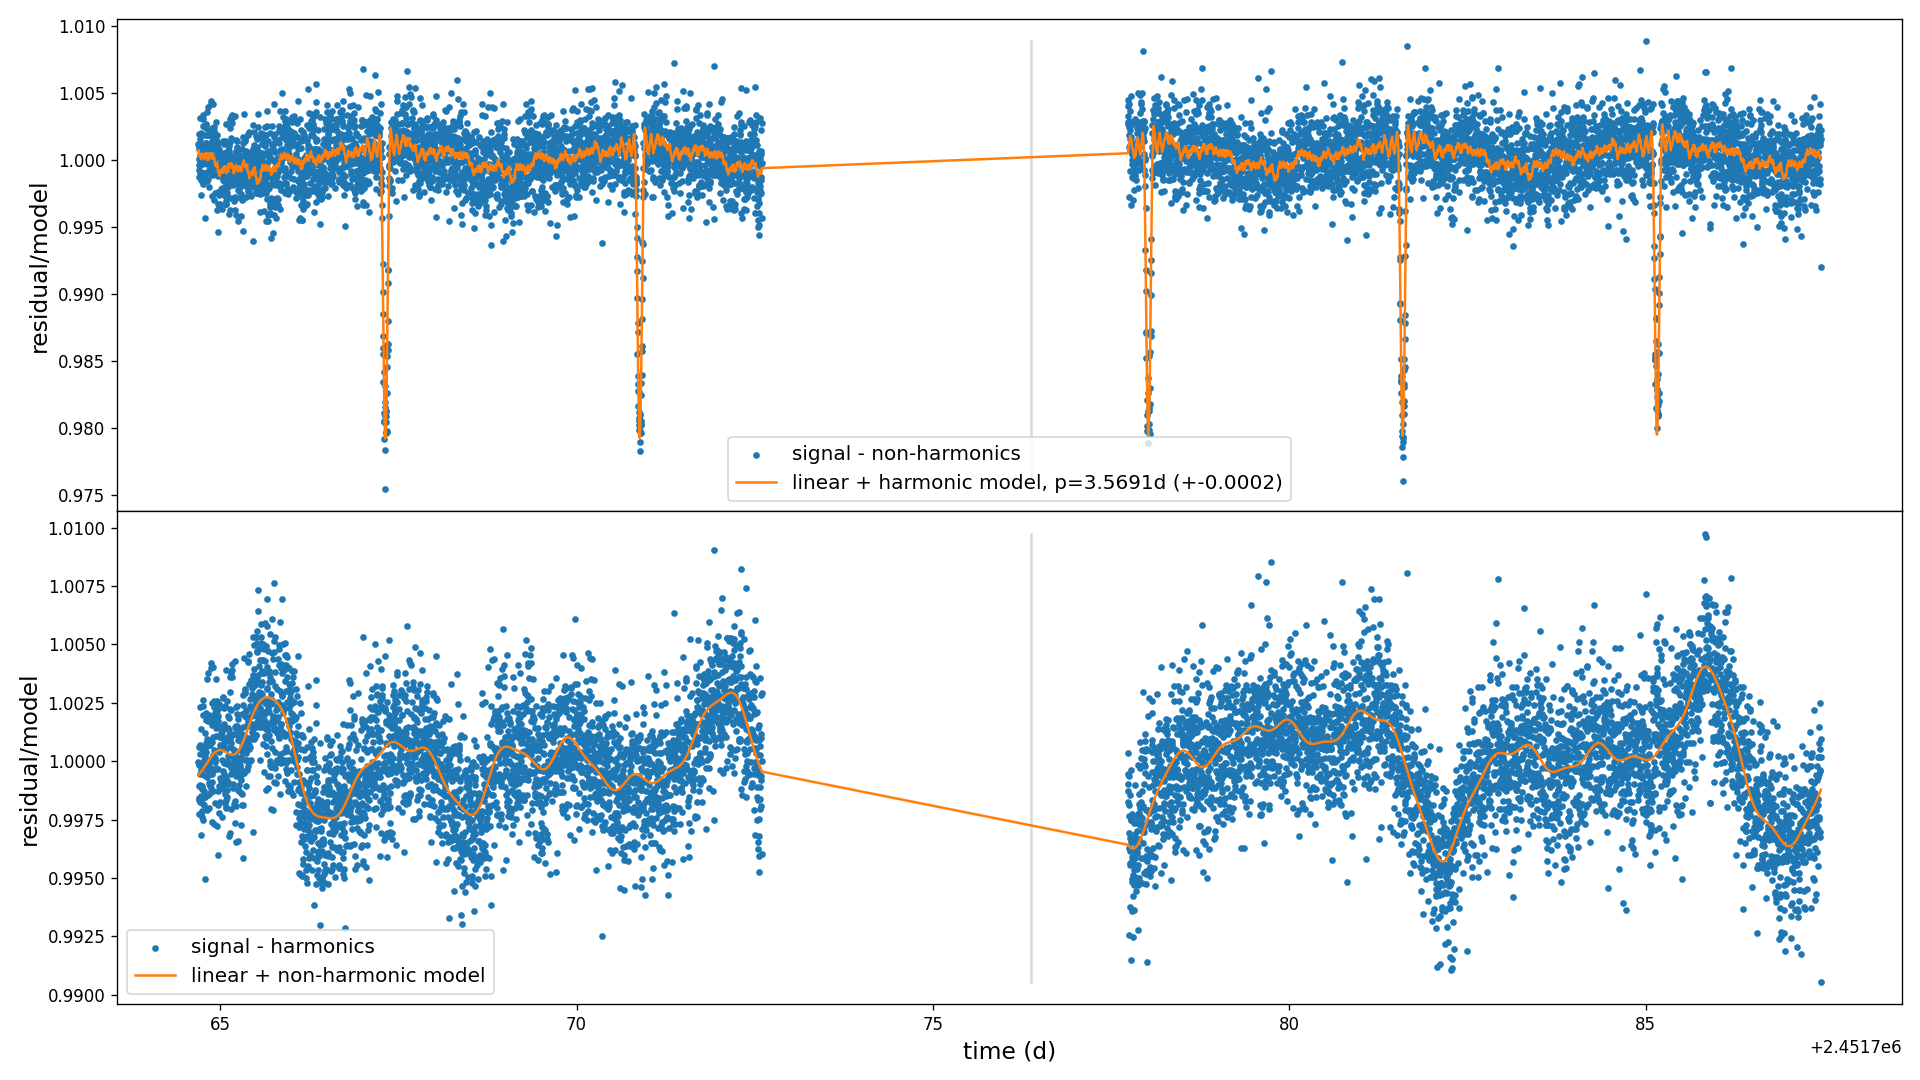 1.010
1.005
1.000
0.995
0.990
0.985
0.980
0.975
residual/model
signal - non-harmonics
linear + harmonic model, p=3.5691d (+-0.0002)
1.0100
1.0075
1.0050
1.0025
1.0000
0.9975
0.9950
0.9925
0.9900
residual/model
signal - harmonics
linear + non-harmonic model
65 70 75 80 85
time (d)
+2.4517e6